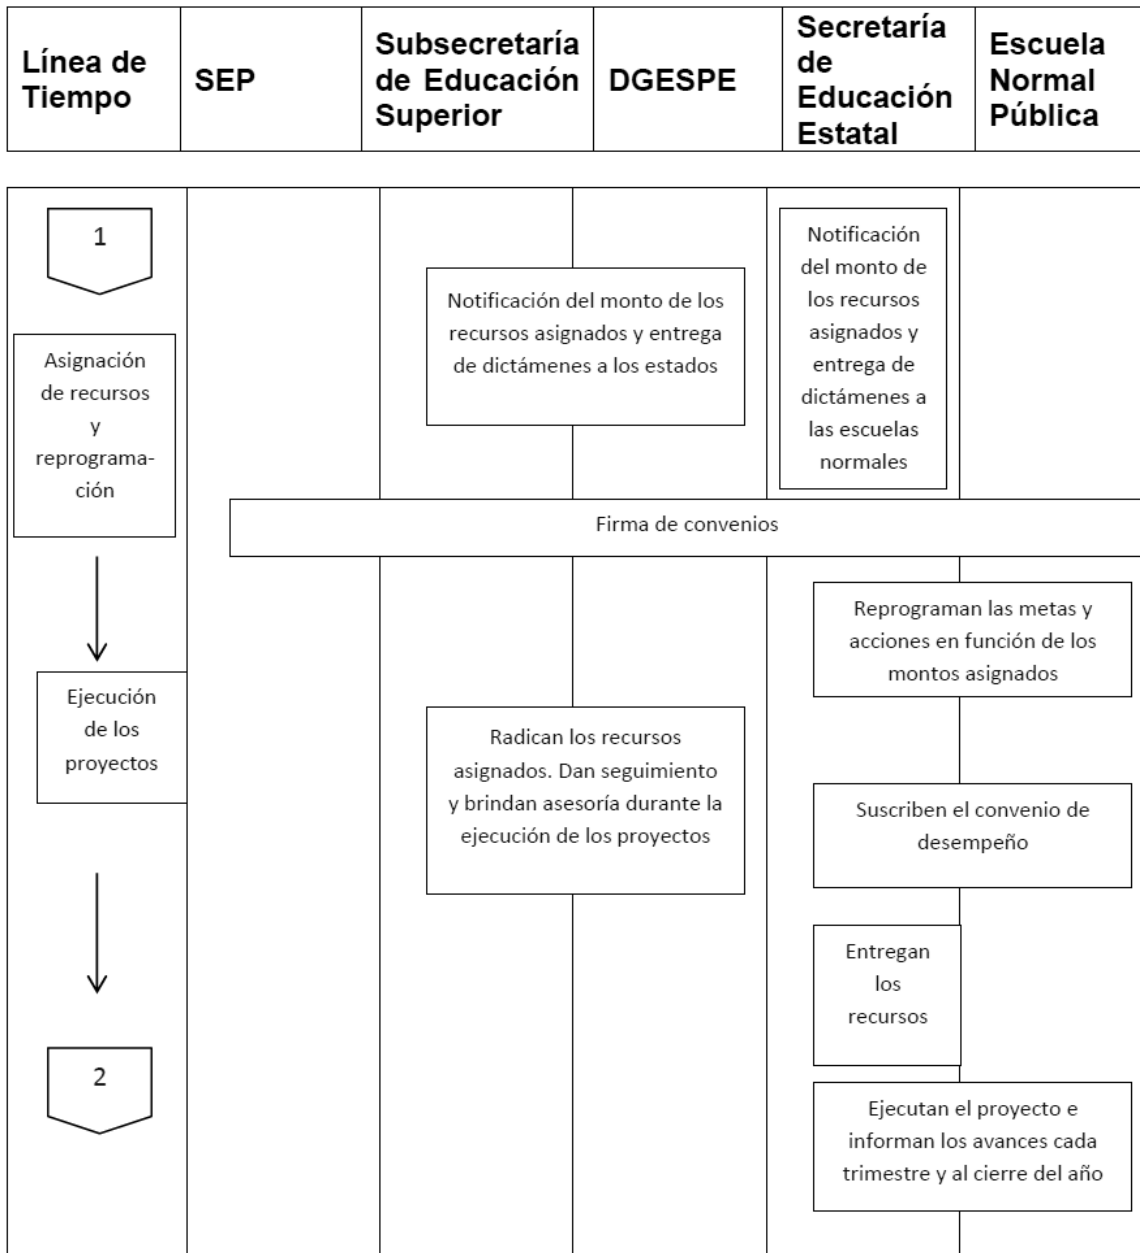 Línea de
Tiempo
SEP
Subsecretaría
de Educación
Superior
DGESPE
Secretaría
de
Educación
Estatal
Escuela
Normal
Pública
1
Asignación
de recursos
y
reprograma-
ción
Notificación del monto de los
recursos asignados y entrega
de dictámenes a los estados
Notificación
del monto de
los recursos
asignados y
entrega de
dictámenes a
las escuelas
normales
Firma de convenios
Reprograman las metas y
acciones en función de los
montos asignados
Ejecución
de los
proyectos
Radican los recursos
asignados. Dan seguimiento
y brindan asesoría durante la
ejecución de los proyectos
Suscriben el convenio de
desempeño
Entregan
los
recursos
2
Ejecutan el proyecto e
informan los avances cada
trimestre y al cierre del año